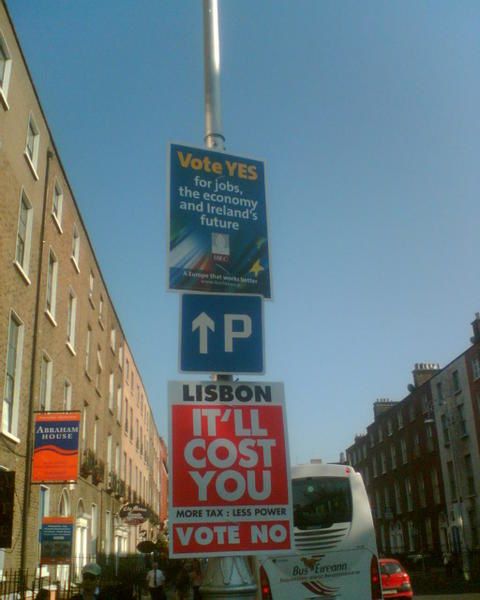 Vote YES
for jobs,
the economy
and Ireland's
future
IBEC
A Europe that works better
P
LISBON
IT'LL
COST
YOU
MORE TAX : LESS POWER
VOTE NO
ABRAHAM
HOUSE
Bus Éireann